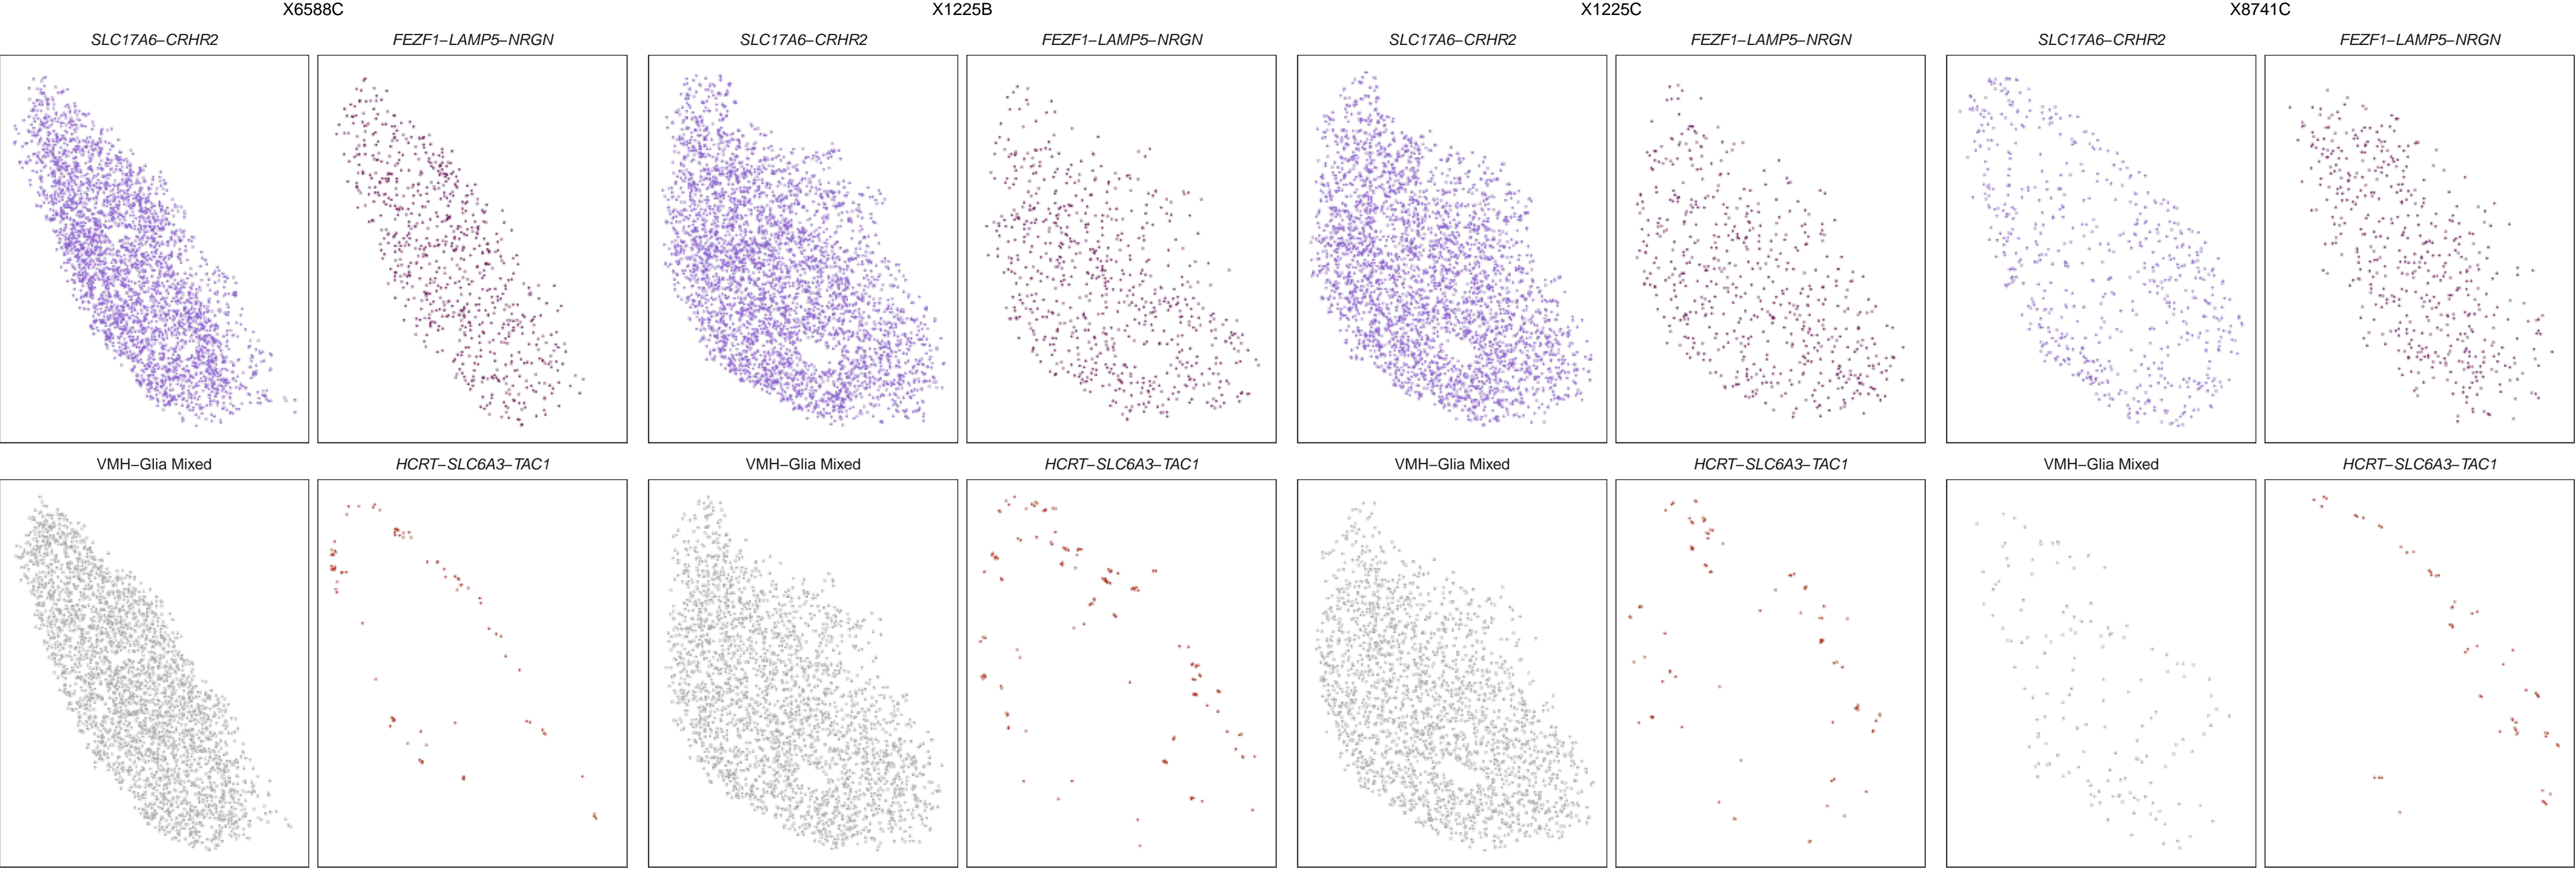 X6588C X1225B X1225C X8741C
SLC17A6–CRHR2 FEZF1–LAMP5–NRGN SLC17A6–CRHR2 FEZF1–LAMP5–NRGN SLC17A6–CRHR2 FEZF1–LAMP5–NRGN SLC17A6–CRHR2 FEZF1–LAMP5–NRGN
VMH–Glia Mixed HCRT–SLC6A3–TAC1 VMH–Glia Mixed HCRT–SLC6A3–TAC1 VMH–Glia Mixed HCRT–SLC6A3–TAC1 VMH–Glia Mixed HCRT–SLC6A3–TAC1